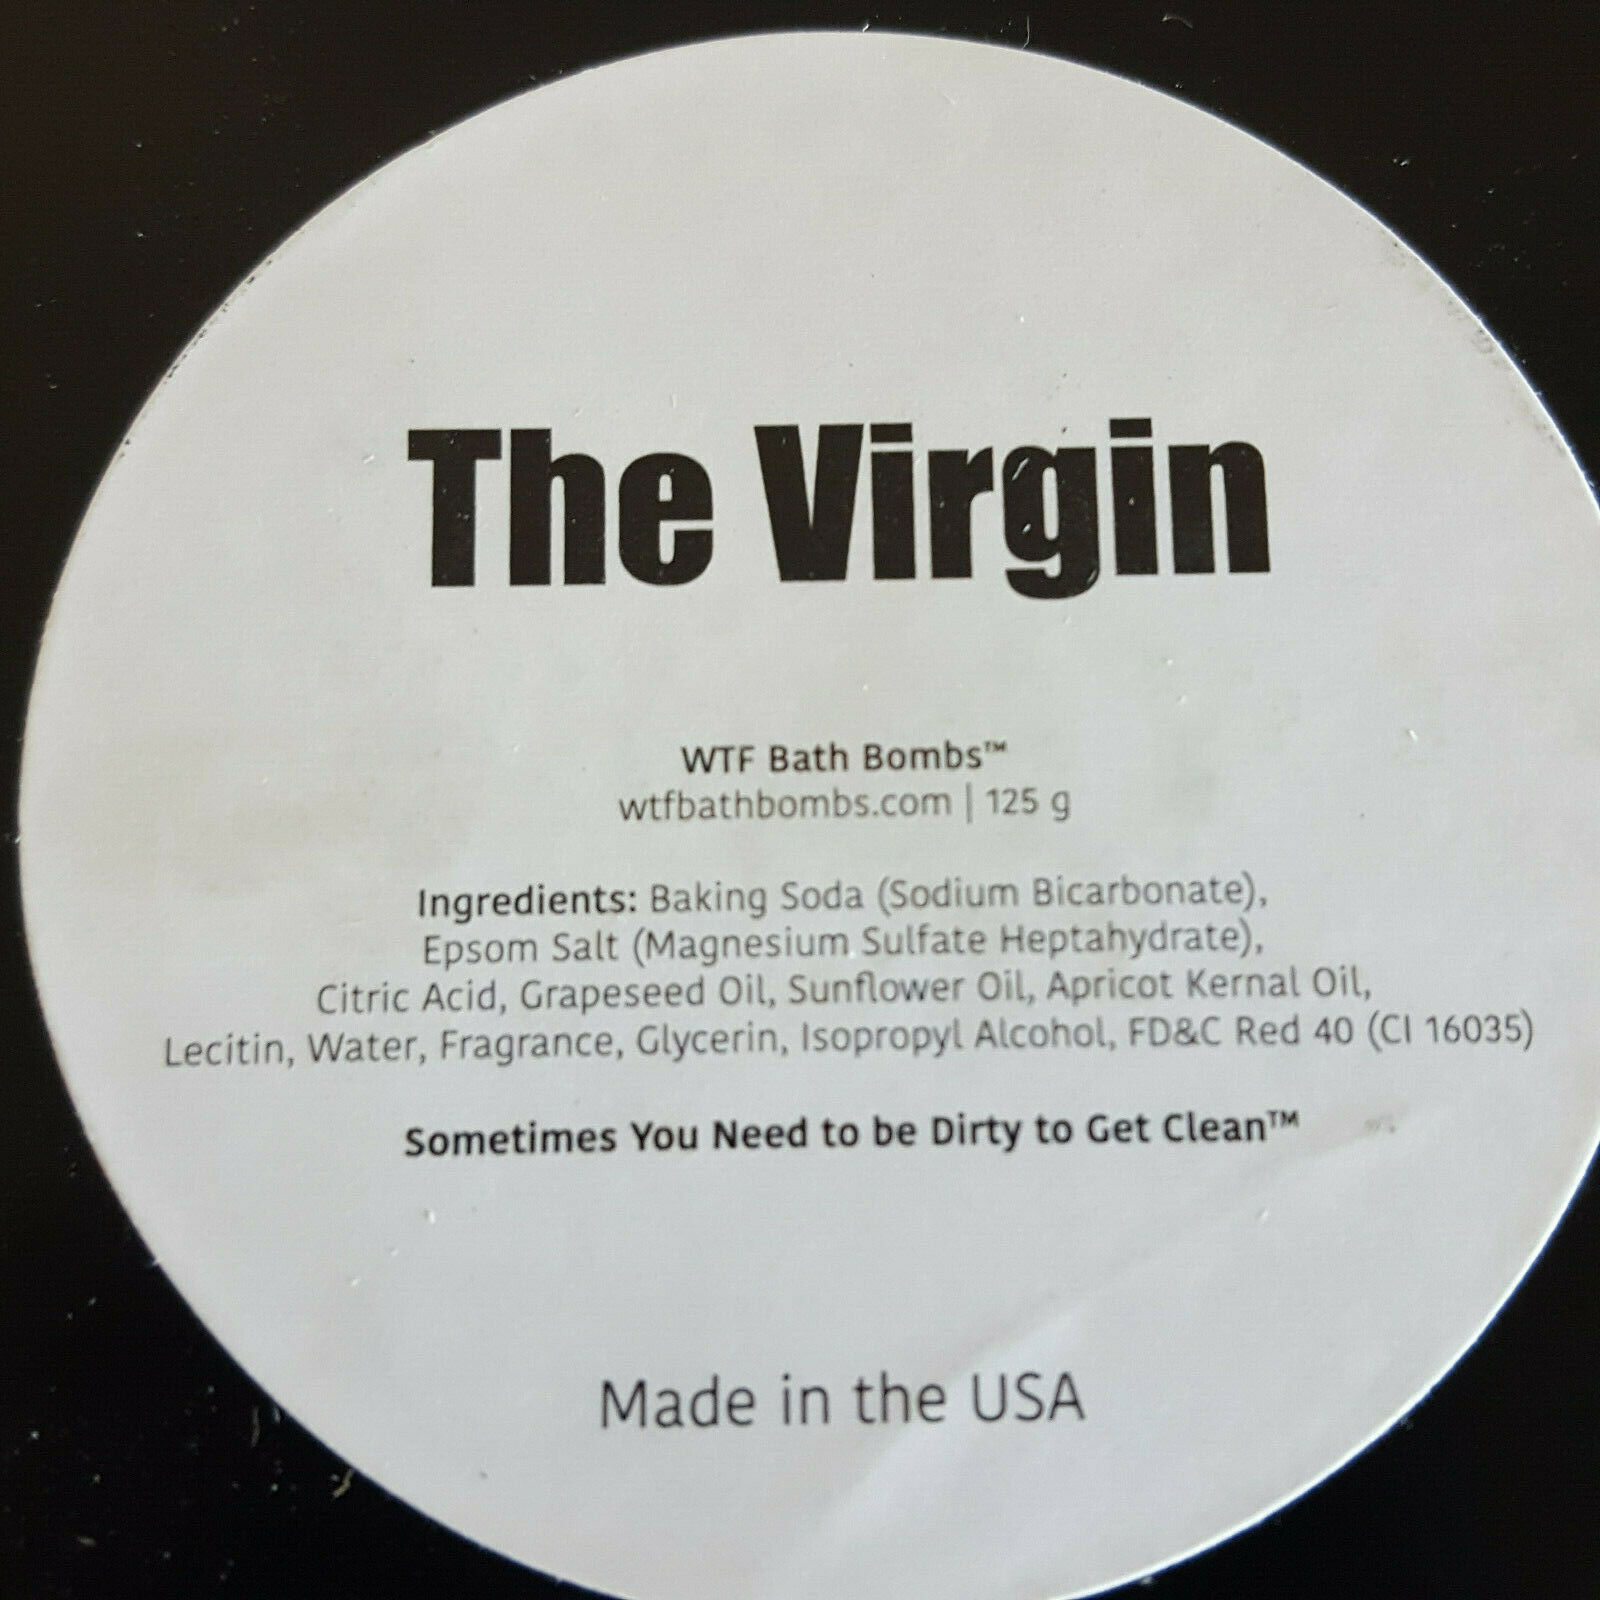 The Virgin
WTF Bath Bombs™
wtfbathbombs.com | 125 g
Ingredients: Baking Soda (Sodium Bicarbonate),
Epsom Salt (Magnesium Sulfate Heptahydrate),
Citric Acid, Grapeseed Oil, Sunflower Oil, Apricot Kernal Oil,
Lecitin, Water, Fragrance, Glycerin, Isopropyl Alcohol, FD&C Red 40 (CI 16035)
Sometimes You Need to be Dirty to Get Clean™
Made in the USA